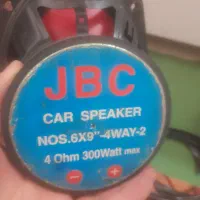 JBC
CAR SPEAKER
NOS.6X9"-4WAY-2
4 Ohm 300Watt max
- +